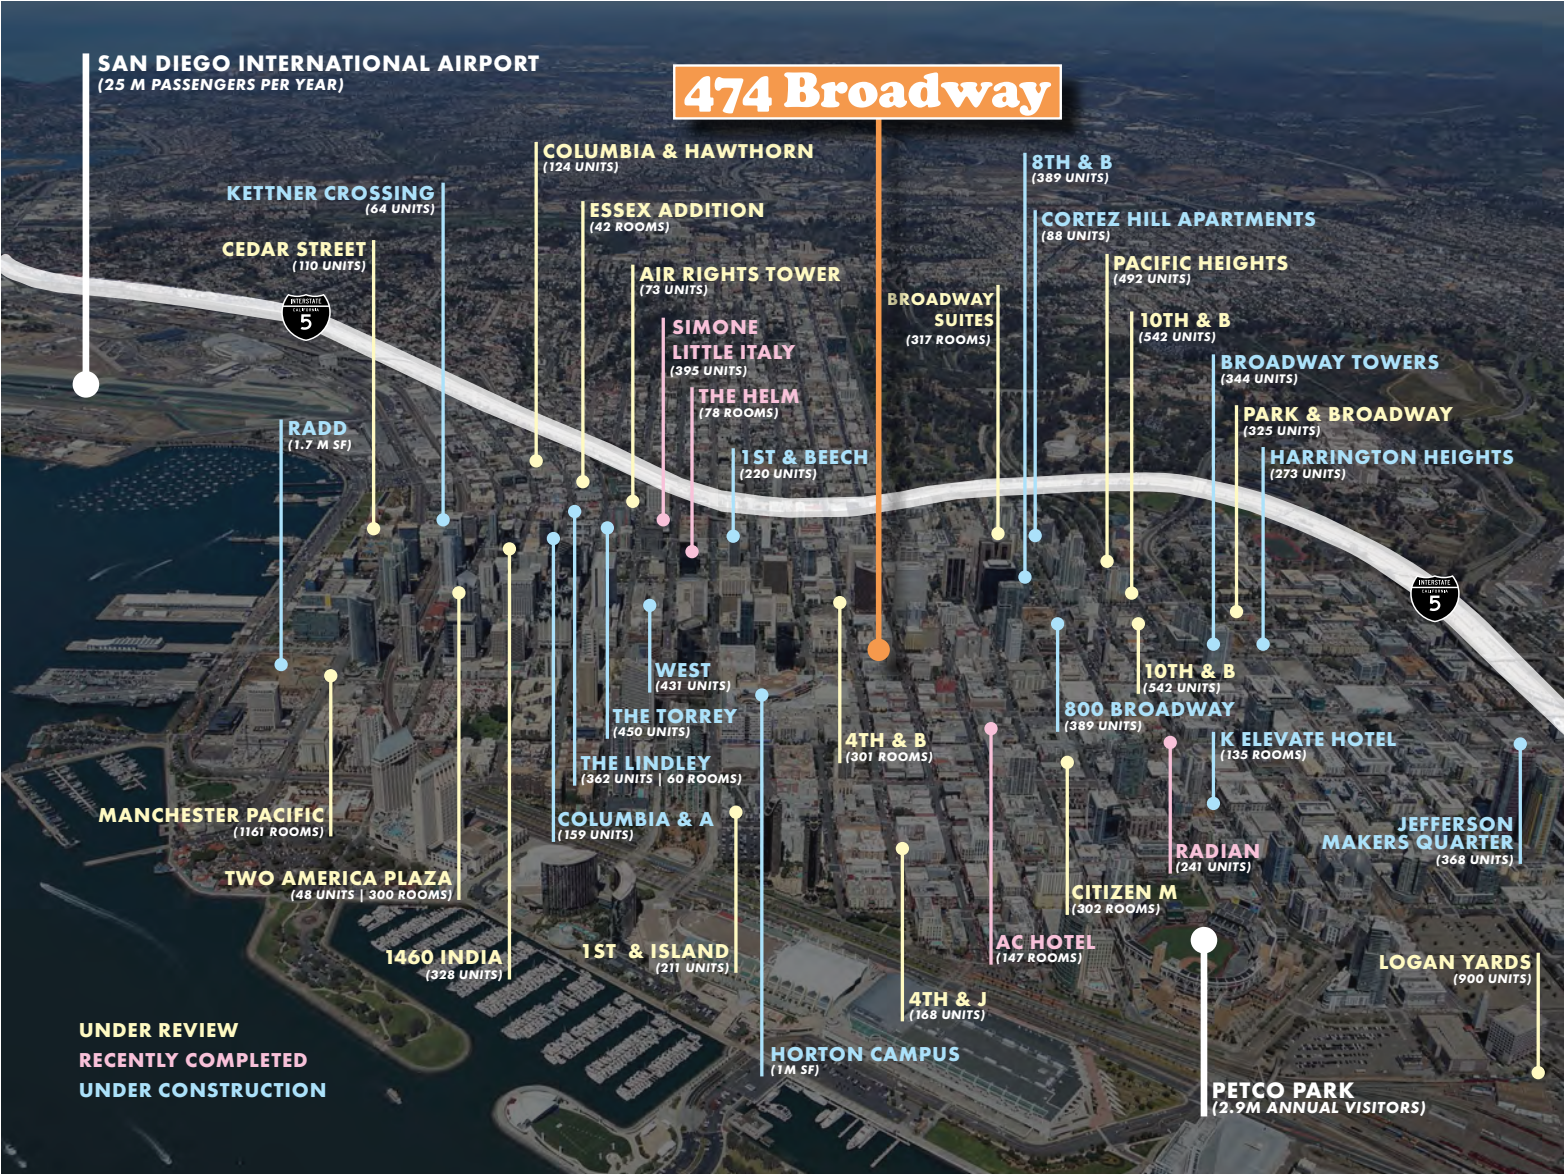 SAN DIEGO INTERNATIONAL AIRPORT
(25 M PASSENGERS PER YEAR)
474 Broadway
COLUMBIA & HAWTHORN
(124 UNITS)
8TH & B
(389 UNITS)
KETTNER CROSSING
(64 UNITS)
ESSEX ADDITION
(42 ROOMS)
CORTEZ HILL APARTMENTS
(88 UNITS)
CEDAR STREET
(110 UNITS)
AIR RIGHTS TOWER
(73 UNITS)
PACIFIC HEIGHTS
(492 UNITS)
INTERSTATE
CALIFORNIA
5
BROADWAY
SUITES
(317 ROOMS)
SIMONE
LITTLE ITALY
(395 UNITS)
10TH & B
(542 UNITS)
BROADWAY TOWERS
(344 UNITS)
THE HELM
(78 ROOMS)
PARK & BROADWAY
(325 UNITS)
RADD
(1.7 M SF)
1ST & BEECH
(220 UNITS)
HARRINGTON HEIGHTS
(273 UNITS)
INTERSTATE
CALIFORNIA
5
WEST
(431 UNITS)
10TH & B
(542 UNITS)
THE TORREY
(450 UNITS)
800 BROADWAY
(389 UNITS)
4TH & B
(301 ROOMS)
K ELEVATE HOTEL
(135 ROOMS)
THE LINDLEY
(362 UNITS | 60 ROOMS)
MANCHESTER PACIFIC
(1161 ROOMS)
COLUMBIA & A
(159 UNITS)
JEFFERSON
MAKERS QUARTER
(368 UNITS)
RADIAN
(241 UNITS)
TWO AMERICA PLAZA
(48 UNITS | 300 ROOMS)
CITIZEN M
(302 ROOMS)
1460 INDIA
(328 UNITS)
1ST & ISLAND
(211 UNITS)
AC HOTEL
(147 ROOMS)
LOGAN YARDS
(900 UNITS)
4TH & J
(168 UNITS)
UNDER REVIEW
RECENTLY COMPLETED
UNDER CONSTRUCTION
HORTON CAMPUS
(1M SF)
PETCO PARK
(2.9M ANNUAL VISITORS)